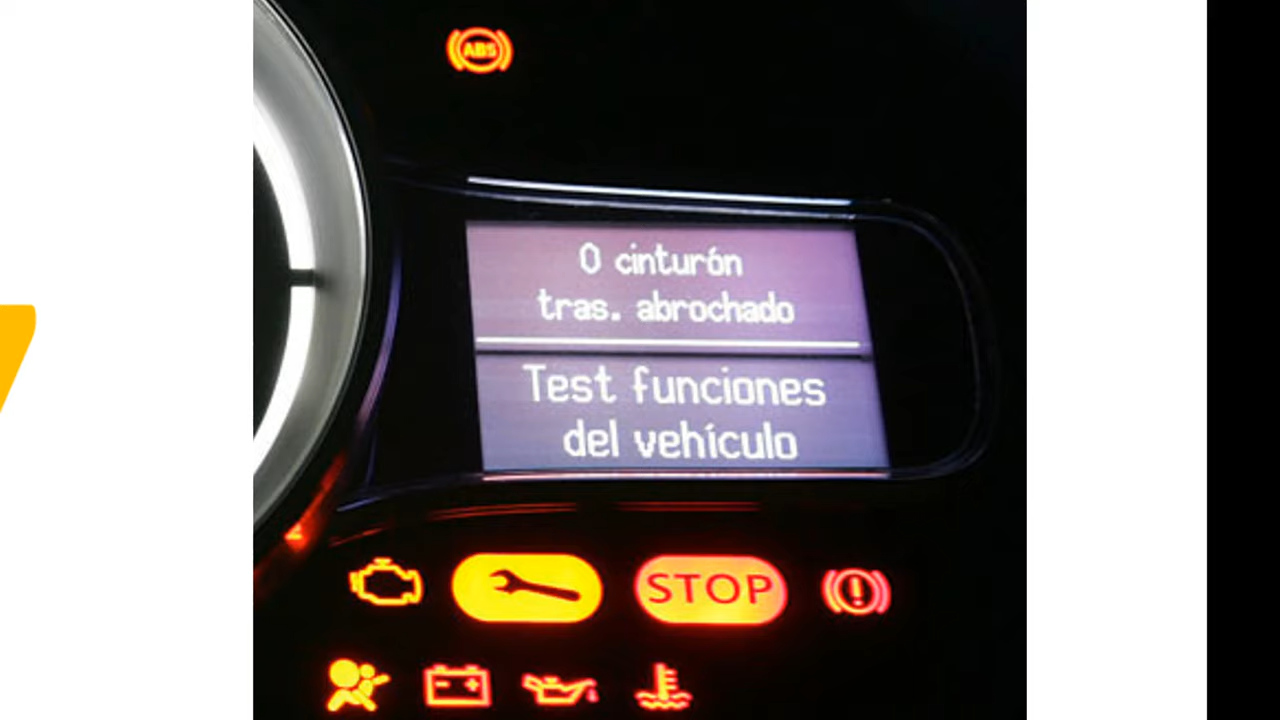 ABS
0 cinturón
tras. abrochado
Test funciones
del vehículo
STOP